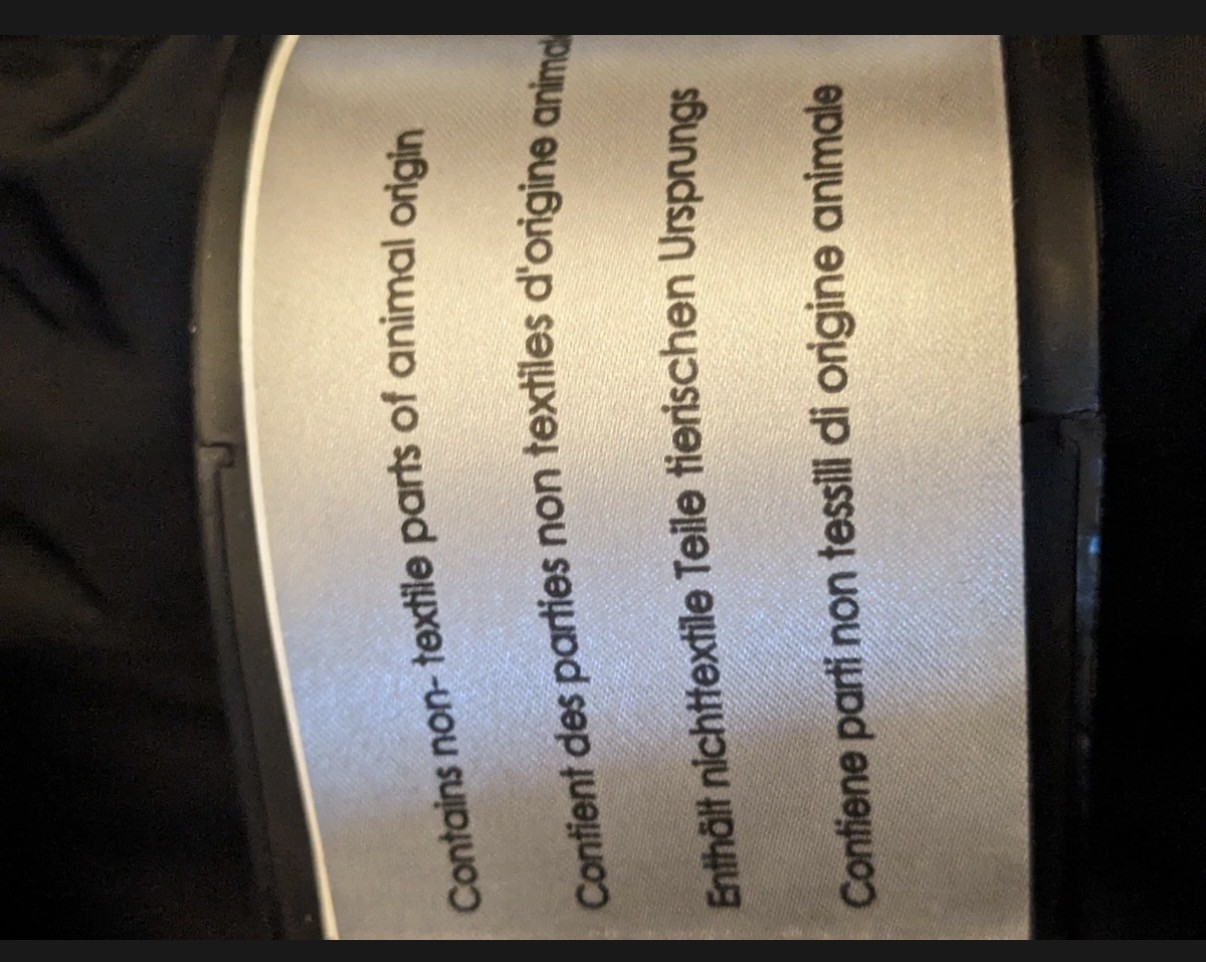 Contains non- textile parts of animal origin
Contient des parties non textiles d'origine animale
Enthält nichttextile Teile tierischen Ursprungs
Contiene parti non tessili di origine animale